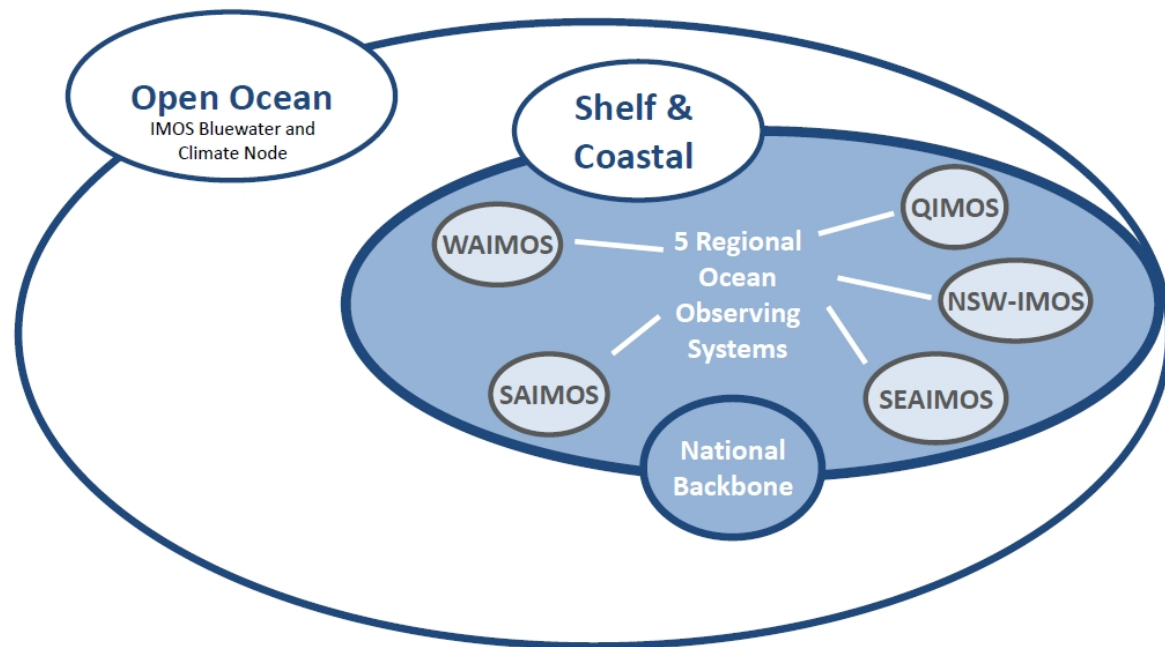 Open Ocean
IMOS Bluewater and
Climate Node
Shelf &
Coastal
WAIMOS
QIMOS
5 Regional
Ocean
Observing
Systems
NSW-IMOS
SAIMOS
SEAIMOS
National
Backbone